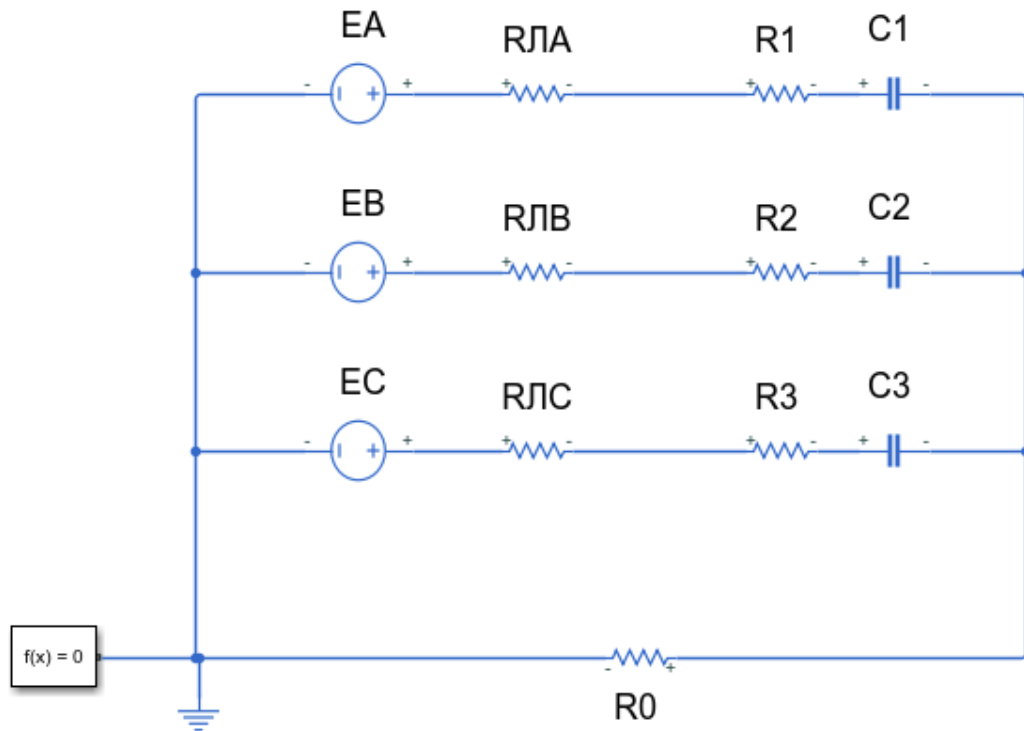 EA RЛA R1 C1
- + + - + - + -
EB RЛB R2 C2
- + + - + - + -
EC RЛC R3 C3
- + + - + - + -
f(x) = 0
- +
R0